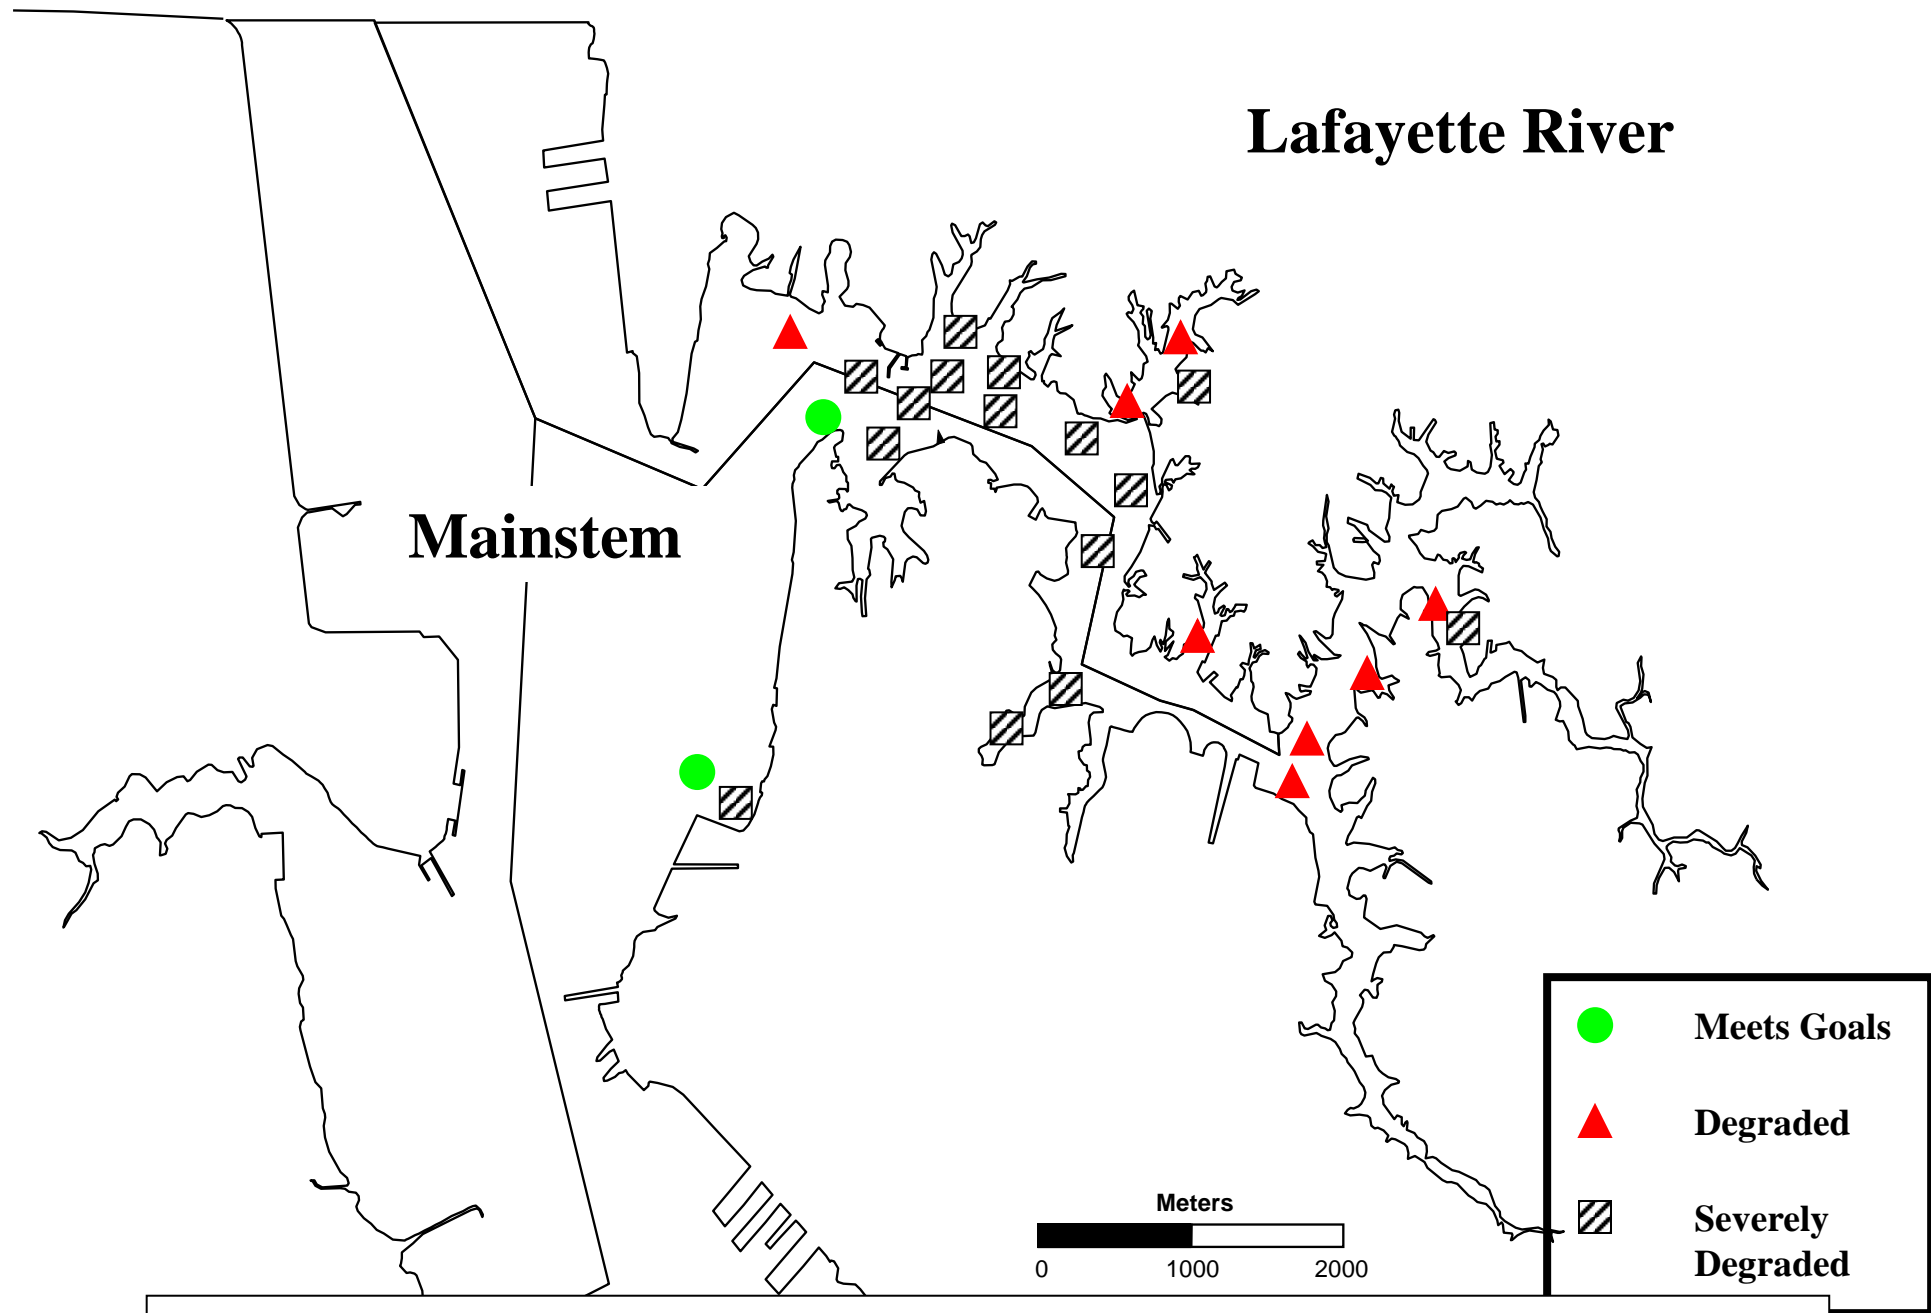 Lafayette River
Mainstem
Meets Goals
Degraded
Severely
Degraded
Meters
0 1000 2000